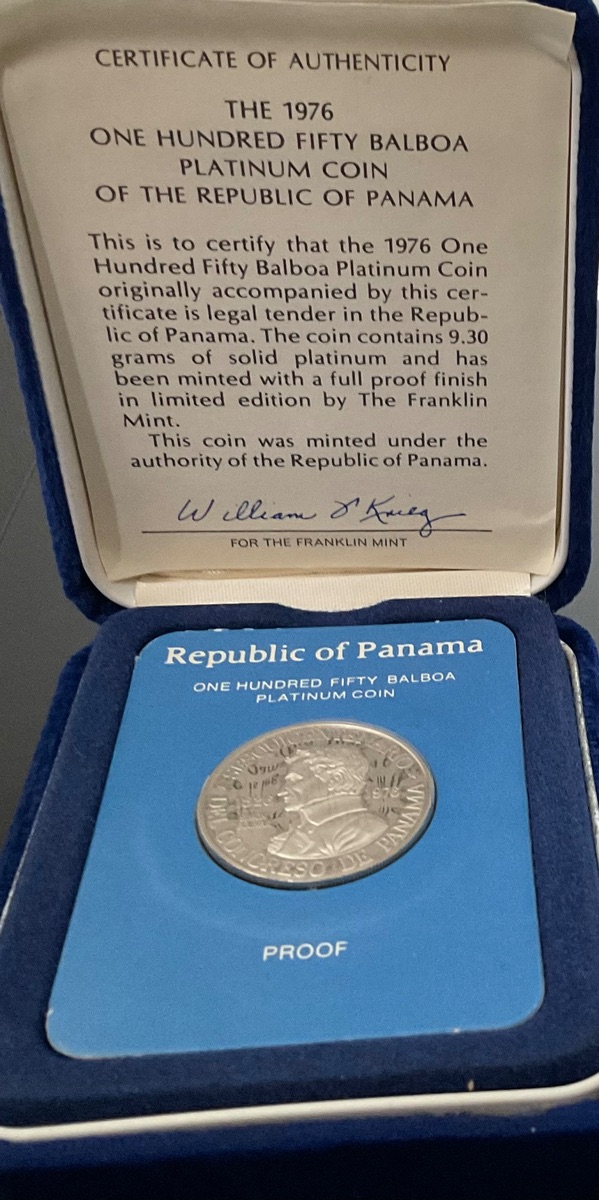 CERTIFICATE OF AUTHENTICITY
THE 1976
ONE HUNDRED FIFTY BALBOA
PLATINUM COIN
OF THE REPUBLIC OF PANAMA
This is to certify that the 1976 One
Hundred Fifty Balboa Platinum Coin
originally accompanied by this cer-
tificate is legal tender in the Repub-
lic of Panama. The coin contains 9.30
grams of solid platinum and has
been minted with a full proof finish
in limited edition by The Franklin
Mint.
This coin was minted under the
authority of the Republic of Panama.
William
FOR THE FRANKLIN MINT
Republic of Panama
ONE HUNDRED FIFTY BALBOA
PLATINUM COIN
CONGRESO DE PANAMA
PROOF